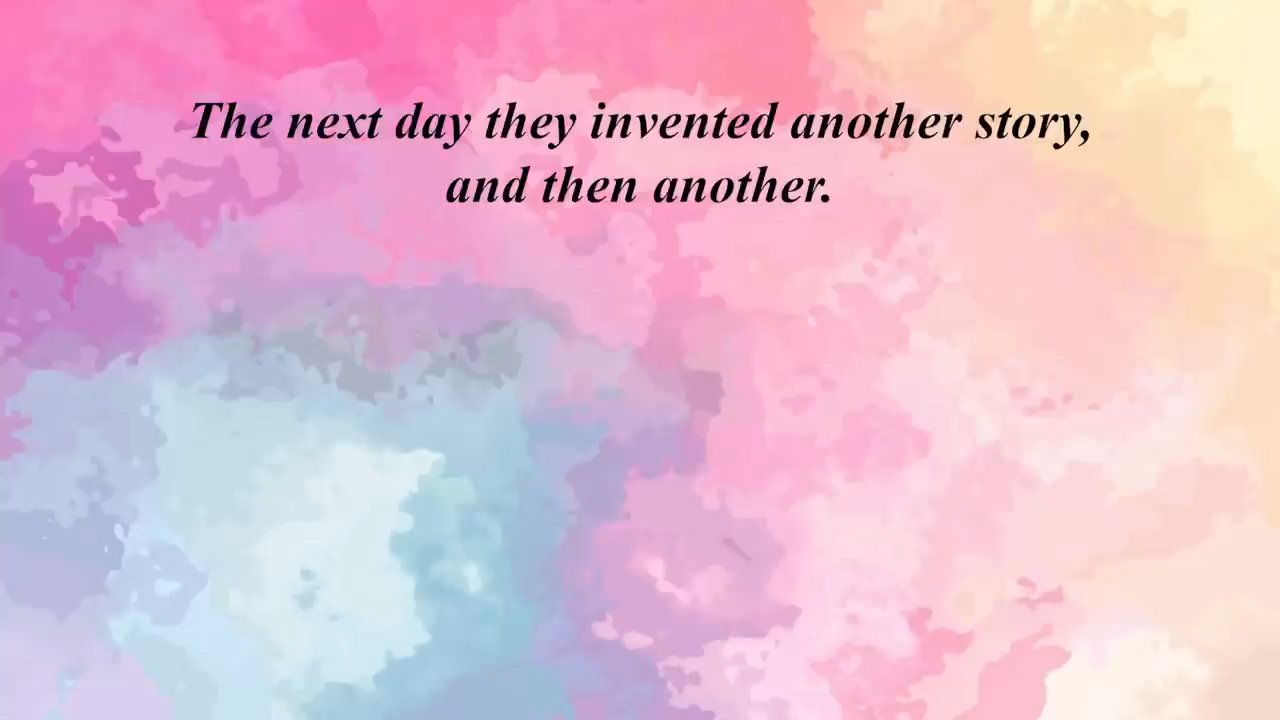 The next day they invented another story,
and then another.